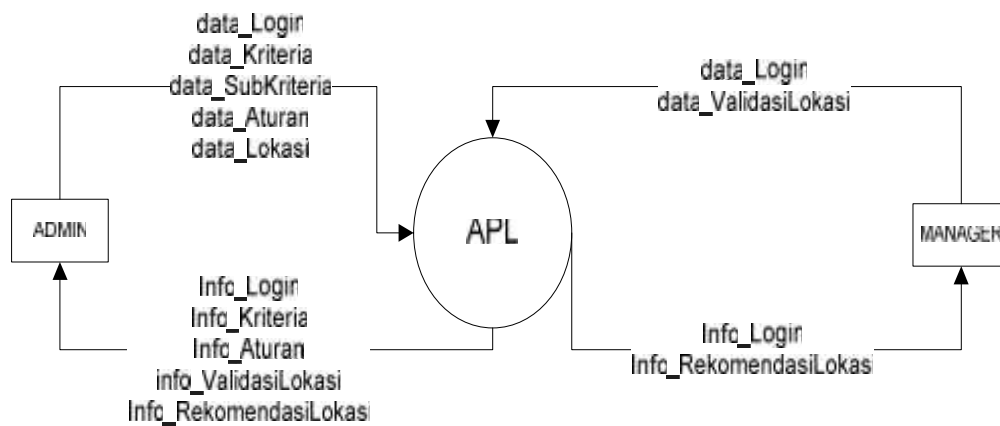 data_Login
data_Kriteria
data_SubKriteria
data_Aturan
data_Lokasi
data_Login
data_ValidasiLokasi
ADMIN
APL
MANAGER
Info_Login
Info_Kriteria
Info_Aturan
info_ValidasiLokasi
Info_RekomendasiLokasi
Info_Login
Info_RekomendasiLokasi